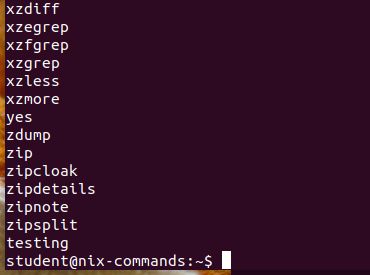 xzdiff
xzegrep
xzfgrep
xzgrep
xzless
xzmore
yes
zdump
zip
zipcloak
zipdetails
zipnote
zipsplit
testing
student@nix-commands:~$